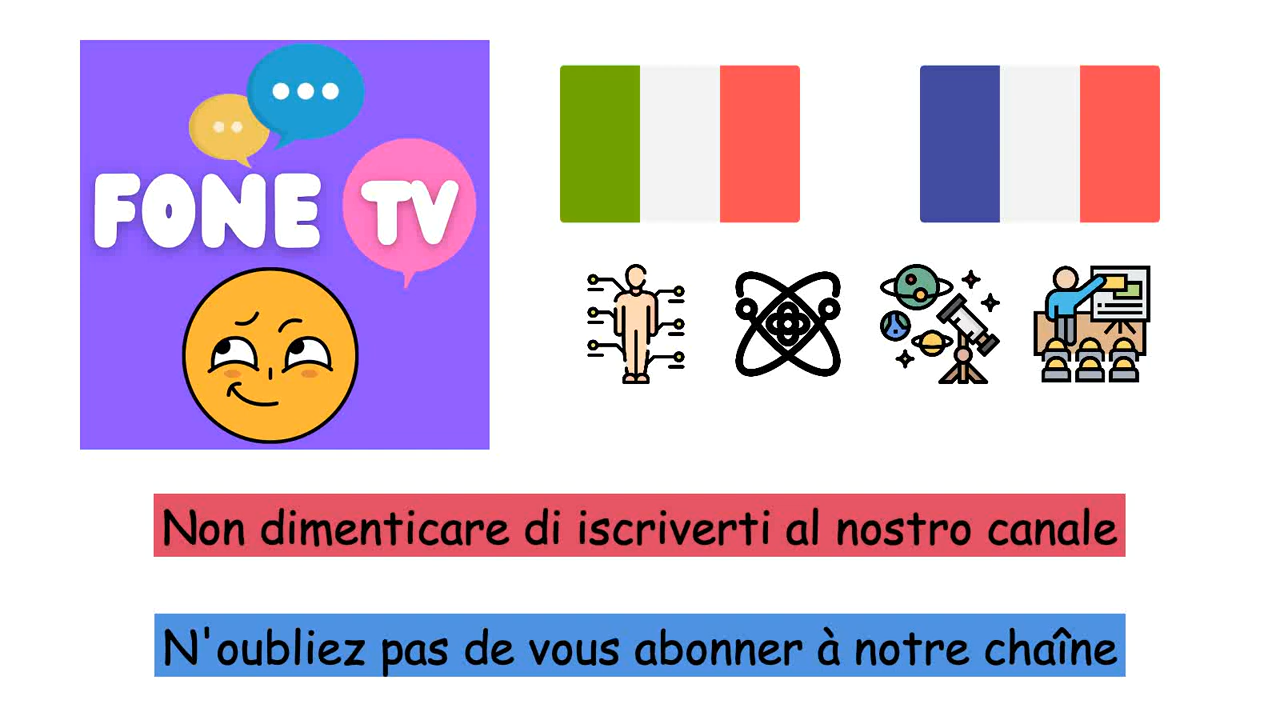 FONE TV
Non dimenticare di iscriverti al nostro canale
N'oubliez pas de vous abonner à notre chaîne